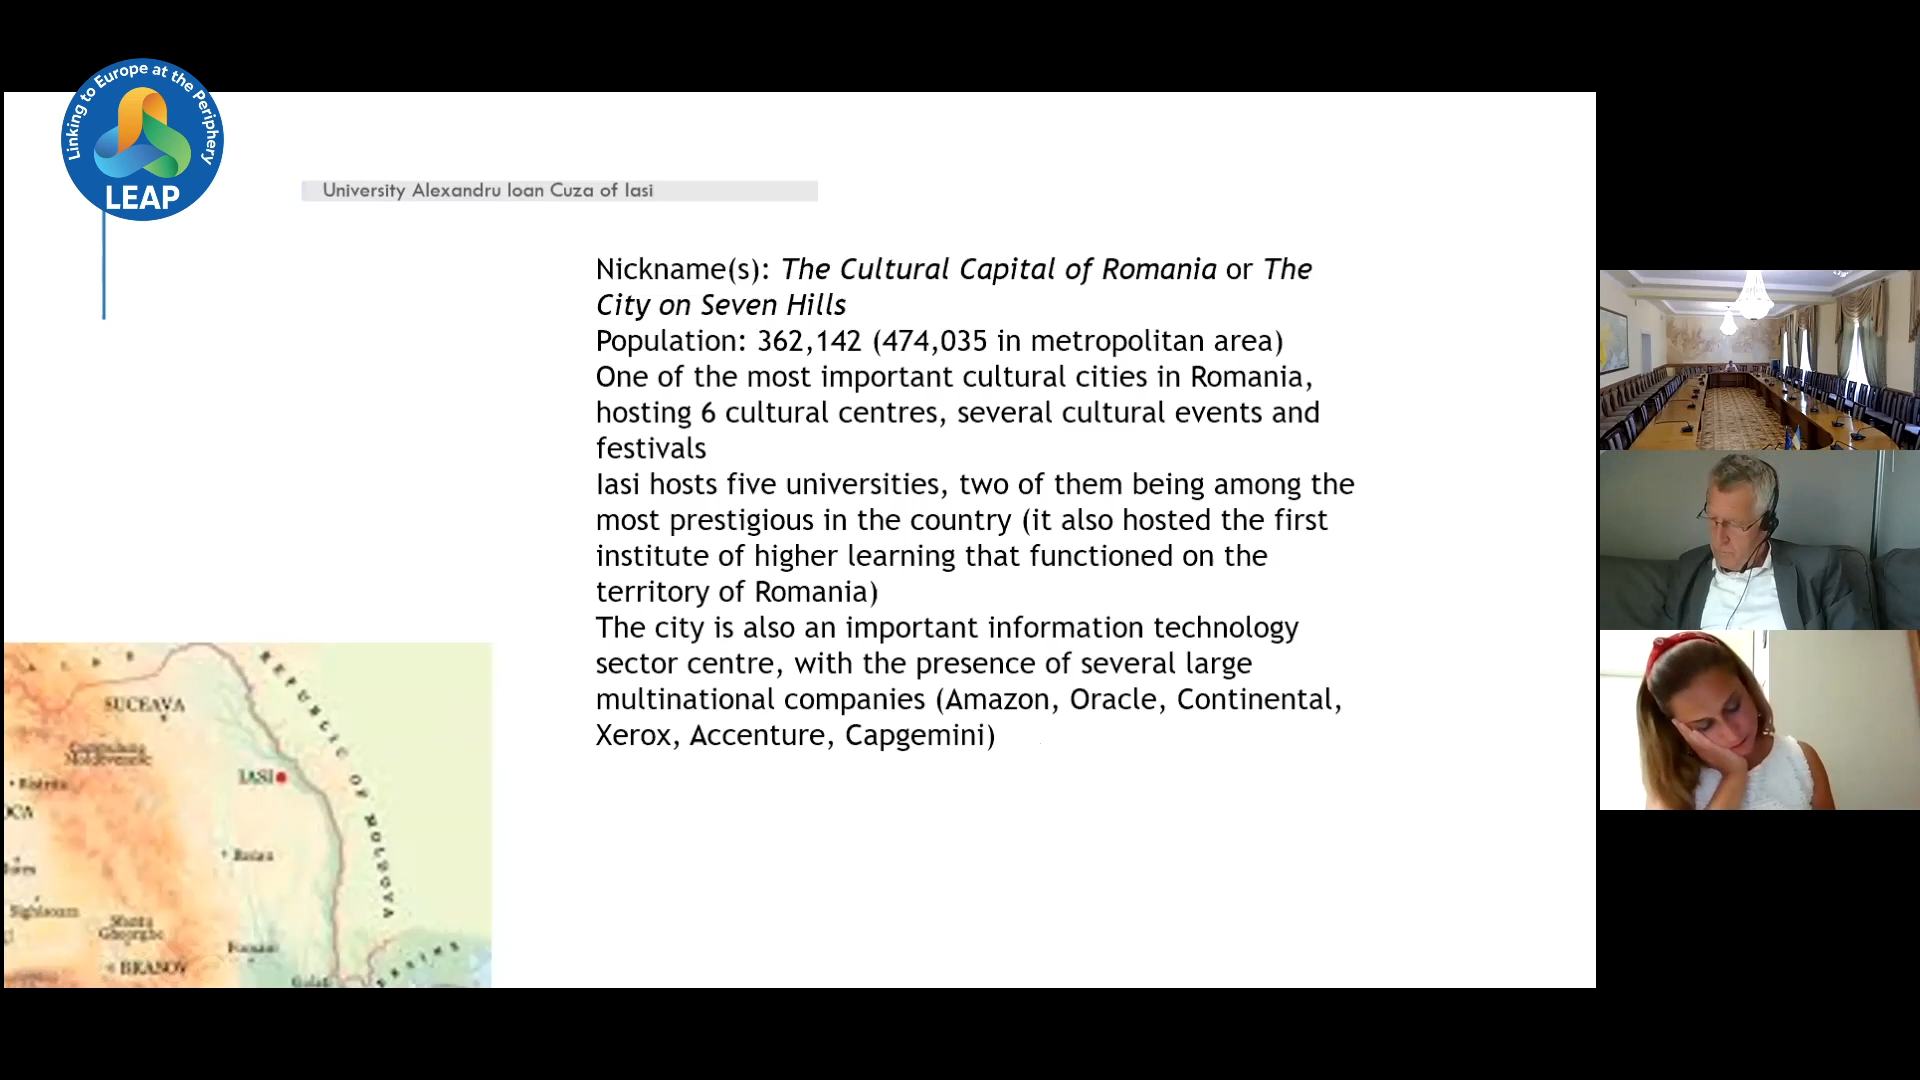 Linking to Europe at the Periphery
LEAP
University Alexandru Ioan Cuza of Iasi
Nickname(s): The Cultural Capital of Romania or The
City on Seven Hills
Population: 362,142 (474,035 in metropolitan area)
One of the most important cultural cities in Romania,
hosting 6 cultural centres, several cultural events and
festivals
Iasi hosts five universities, two of them being among the
most prestigious in the country (it also hosted the first
institute of higher learning that functioned on the
territory of Romania)
The city is also an important information technology
sector centre, with the presence of several large
multinational companies (Amazon, Oracle, Continental,
Xerox, Accenture, Capgemini)
REPUBLIC OF MOLDOVA
SUCEAVA
IASI
BRASOV